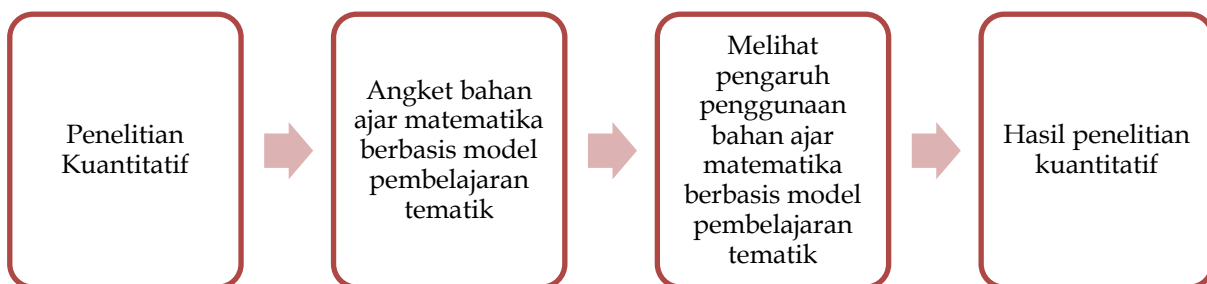 Penelitian
Kuantitatif
Angket bahan
ajar matematika
berbasis model
pembelajaran
tematik
Melihat
pengaruh
penggunaan
bahan ajar
matematika
berbasis model
pembelajaran
tematik
Hasil penelitian
kuantitatif